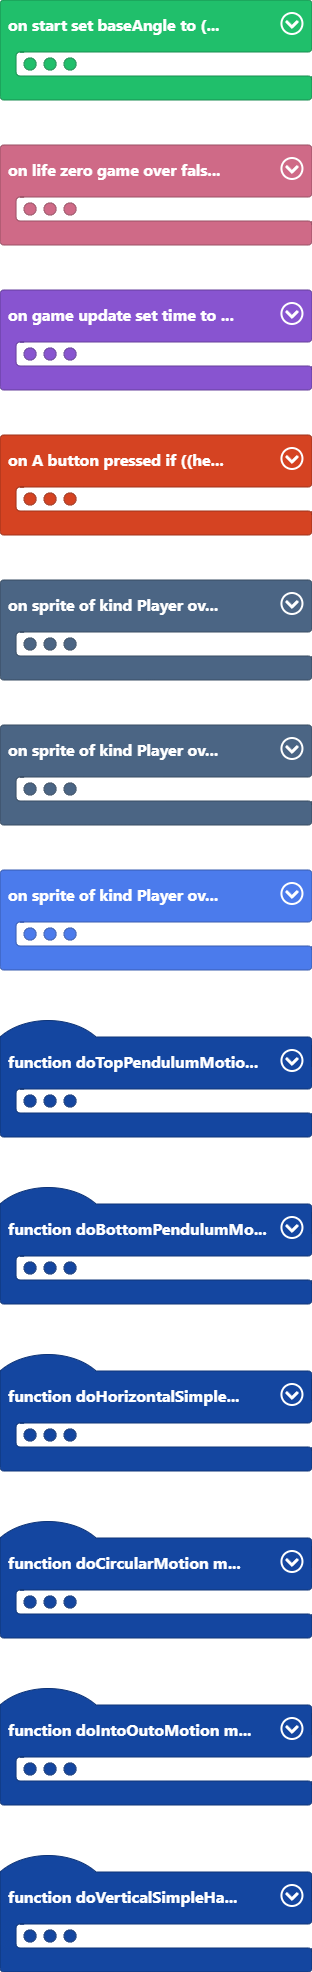 on start set baseAngle to (...
on life zero game over fals...
on game update set time to ...
on A button pressed if ((he...
on sprite of kind Player ov...
on sprite of kind Player ov...
on sprite of kind Player ov...
function doTopPendulumMotio...
function doBottomPendulumMo...
function doHorizontalSimple...
function doCircularMotion m...
function doIntoOutoMotion m...
function doVerticalSimpleHa...